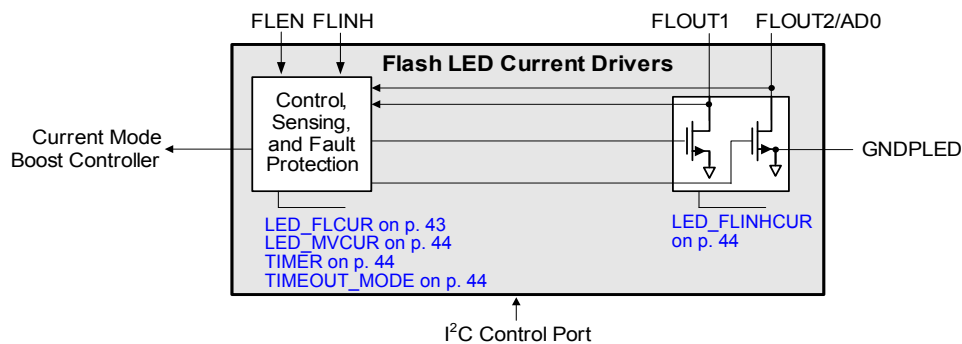 FLEN FLINH FLOUT1 FLOUT2/AD0
Flash LED Current Drivers
Control,
Sensing,
and Fault
Protection
Current Mode
Boost Controller
GNDPLED
LED_FLCUR on p. 43
LED_MVCUR on p. 44
TIMER on p. 44
TIMEOUT_MODE on p. 44
LED_FLINHCUR
on p. 44
I²C Control Port